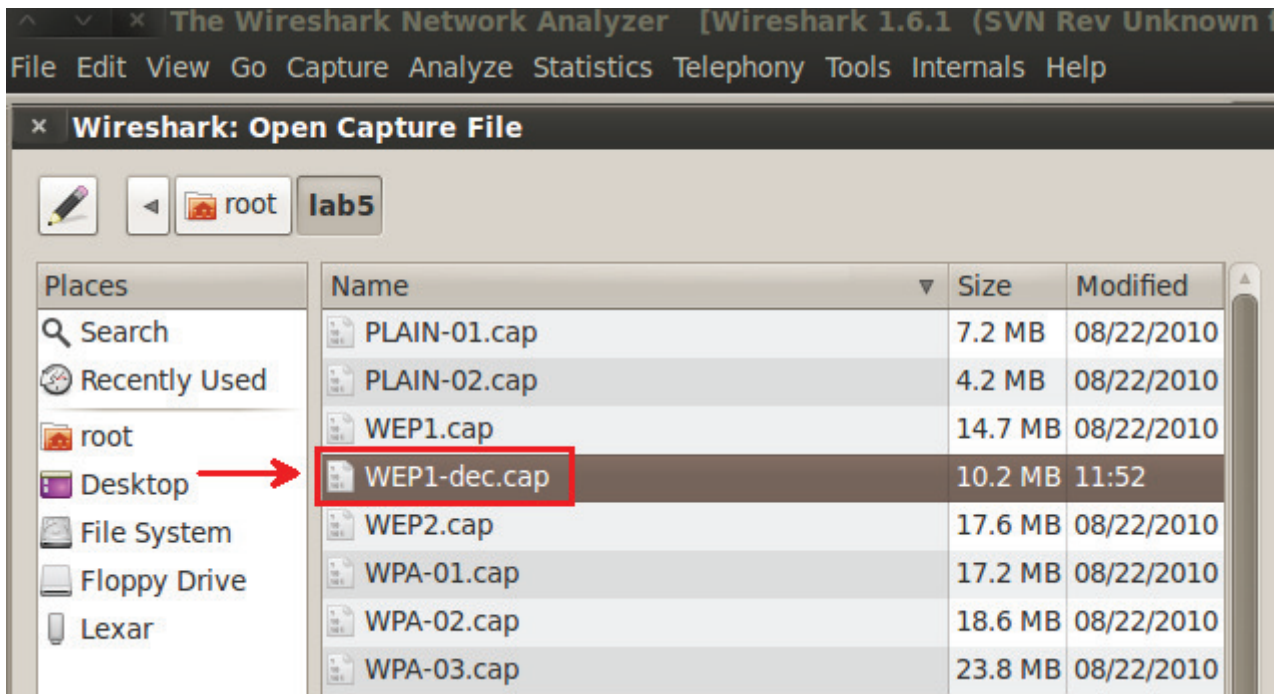 The Wireshark Network Analyzer [Wireshark 1.6.1 (SVN Rev Unknown f
File Edit View Go Capture Analyze Statistics Telephony Tools Internals Help
Wireshark: Open Capture File
root lab5
Places
Search
Recently Used
root
Desktop
File System
Floppy Drive
Lexar
Name Size Modified
PLAIN-01.cap 7.2 MB 08/22/2010
PLAIN-02.cap 4.2 MB 08/22/2010
WEP1.cap 14.7 MB 08/22/2010
WEP1-dec.cap 10.2 MB 11:52
WEP2.cap 17.6 MB 08/22/2010
WPA-01.cap 17.2 MB 08/22/2010
WPA-02.cap 18.6 MB 08/22/2010
WPA-03.cap 23.8 MB 08/22/2010